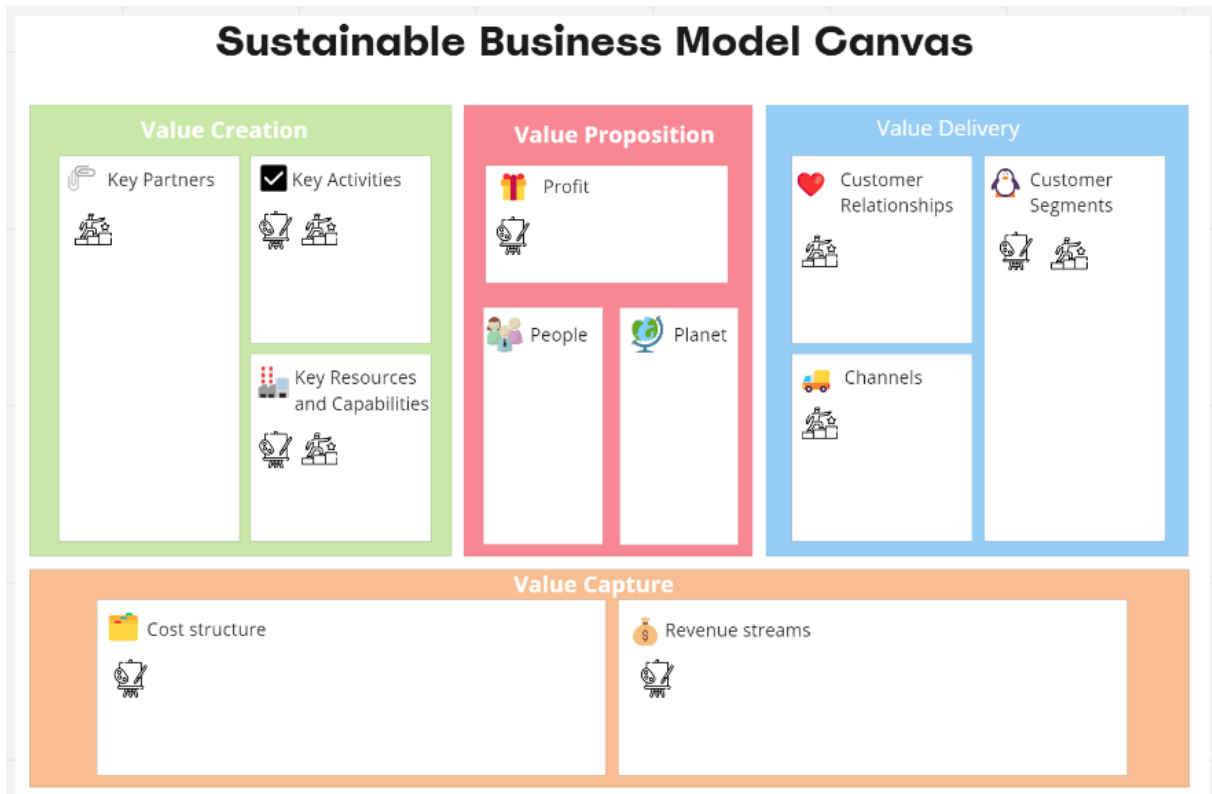 Sustainable Business Model Canvas
Value Creation
Key Partners
Key Activities
Key Resources
and Capabilities
Value Proposition
Profit
People
Planet
Value Delivery
Customer
Relationships
Customer
Segments
Channels
Value Capture
Cost structure
$
Revenue streams